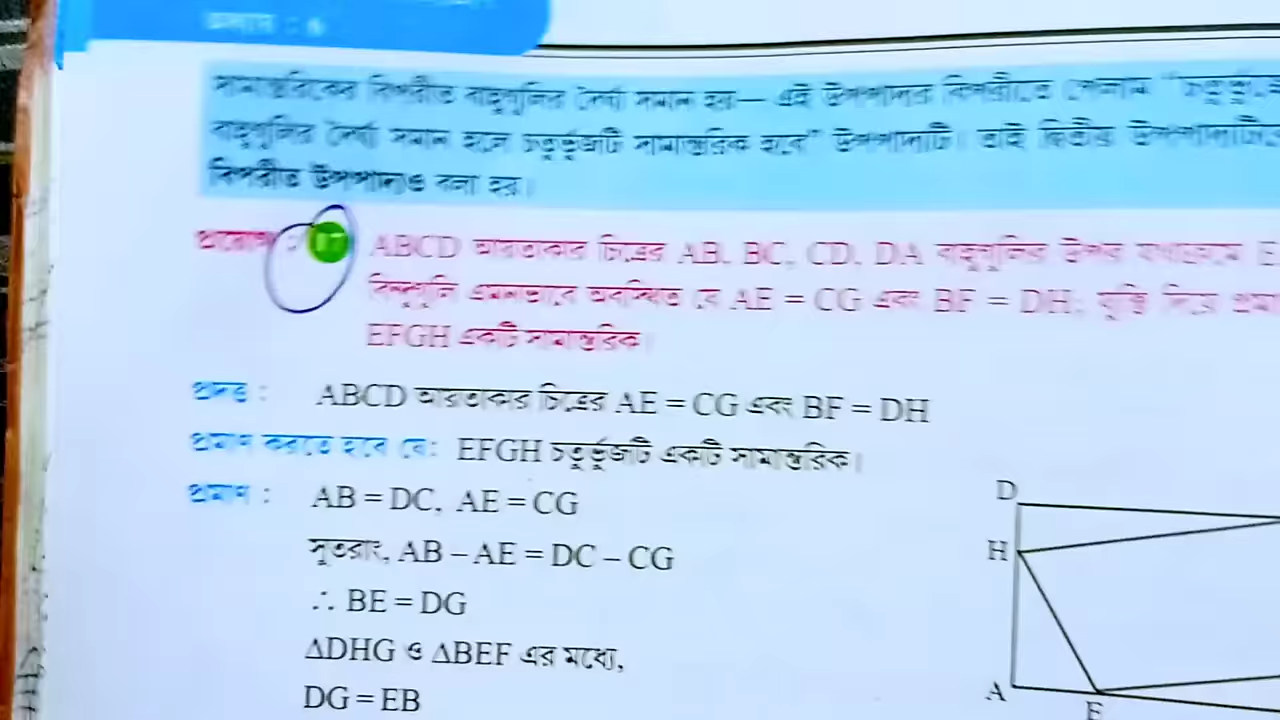 সামান্তরিকের বিপরীত বাহুগুলির দৈর্ঘ্য সমান হয়— এই উপপাদ্যের বিপরীতে পেলাম "চতুর্ভুজের
বাহুগুলির দৈর্ঘ্য সমান হলে চতুর্ভুজটি সামান্তরিক হবে" উপপাদ্যটি। তাই দ্বিতীয় উপপাদ্যটিকে
বিপরীত উপপাদ্যও বলা হয়।
প্রয়োগ : 17 ABCD আয়তাকার চিত্রের AB, BC, CD, DA বাহুগুলির উপর যথাক্রমে E
বিন্দুগুলি এমনভাবে অবস্থিত যে AE = CG এবং BF = DH; যুক্তি দিয়ে
EFGH একটি সামান্তরিক।
প্রদত্ত : ABCD আয়তাকার চিত্রের AE = CG এবং BF = DH
প্রমাণ করতে হবে যে: EFGH চতুর্ভুজটি একটি সামান্তরিক।
প্রমাণ : AB = DC, AE = CG
সুতরাং, AB – AE = DC – CG
∴ BE = DG
ΔDHG ও ΔBEF এর মধ্যে,
DG = EB
D
H
A
E